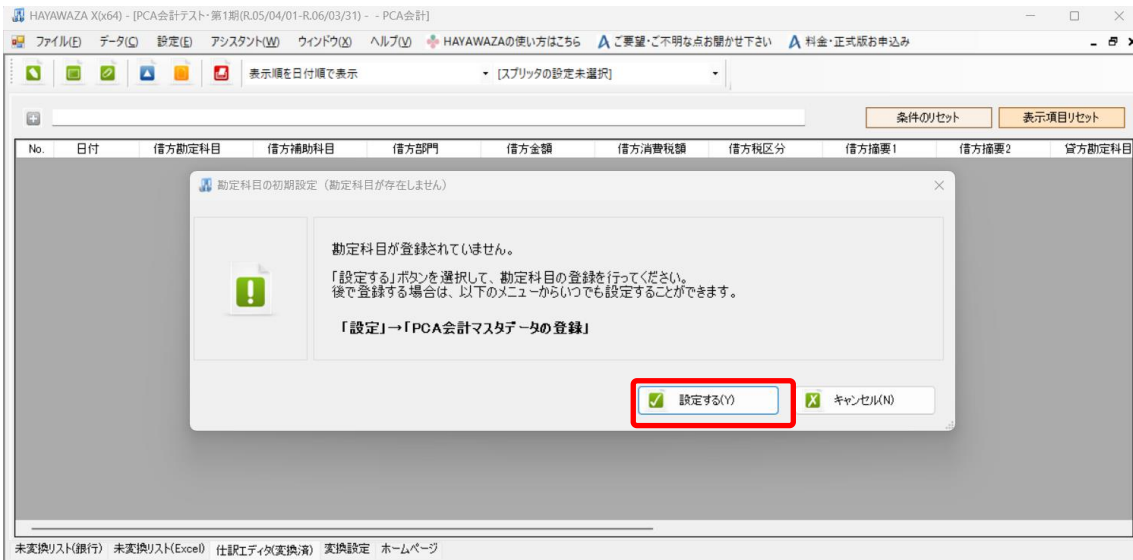 HAYAWAZA X(x64) - [PCA会計テスト・第1期(R.05/04/01-R.06/03/31) - - PCA会計]
ファイル(F) データ(C) 設定(E) アシスタント(W) ウィンドウ(X) ヘルプ(V) HAYAWAZAの使い方はこちら ご要望・ご不明な点お聞かせ下さい 料金・正式版お申込み
表示順を日付順で表示 [スプリッタの設定未選択]
条件のリセット 表示項目リセット
No. 日付 借方勘定科目 借方補助科目 借方部門 借方金額 借方消費税額 借方税区分 借方摘要1 借方摘要2 貸方勘定科目
勘定科目の初期設定（勘定科目が存在しません）
勘定科目が登録されていません。
「設定する」ボタンを選択して、勘定科目の登録を行ってください。
後で登録する場合は、以下のメニューからいつでも設定することができます。
「設定」→「PCA会計マスタデータの登録」
設定する(Y) キャンセル(N)
未変換リスト(銀行) 未変換リスト(Excel) 仕訳エディタ(変換済) 変換設定 ホームページ